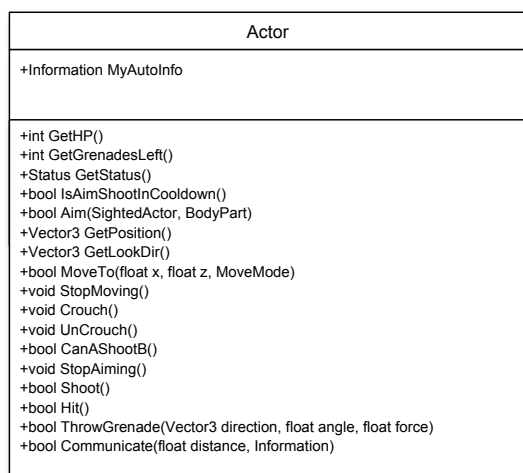 Actor
+Information MyAutoInfo
+int GetHP()
+int GetGrenadesLeft()
+Status GetStatus()
+bool IsAimShootInCooldown()
+bool Aim(SightedActor, BodyPart)
+Vector3 GetPosition()
+Vector3 GetLookDir()
+bool MoveTo(float x, float z, MoveMode)
+void StopMoving()
+void Crouch()
+void UnCrouch()
+bool CanAShootB()
+void StopAiming()
+bool Shoot()
+bool Hit()
+bool ThrowGrenade(Vector3 direction, float angle, float force)
+bool Communicate(float distance, Information)